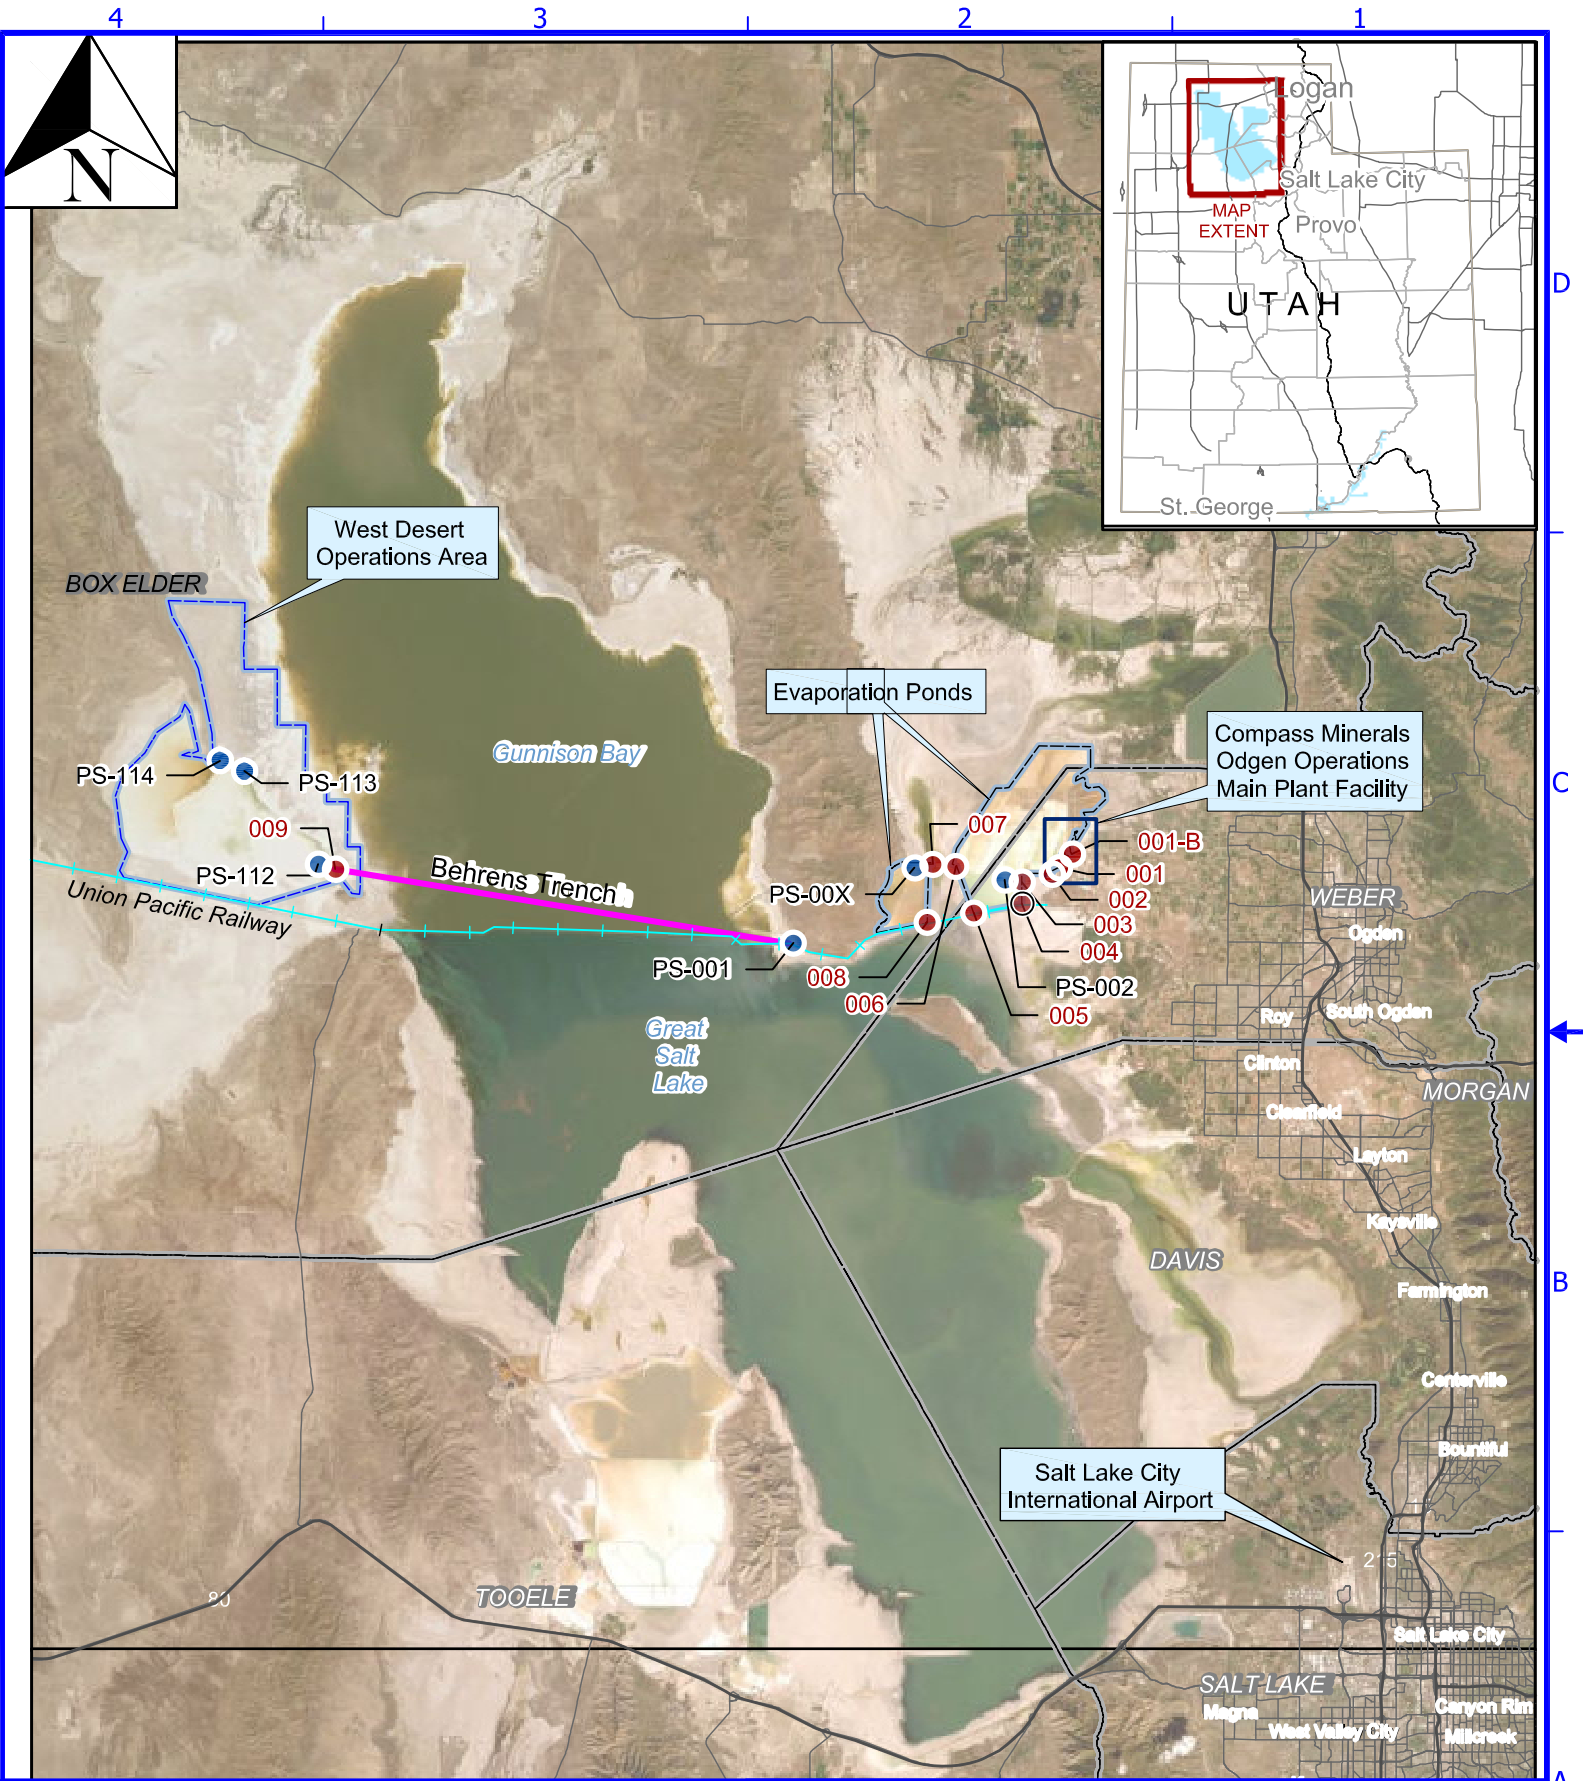 4
3
2
1
N
Logan
Salt Lake City
MAP
EXTENT
Provo
UTAH
St. George
D
West Desert
Operations Area
BOX ELDER
Evaporation Ponds
Gunnison Bay
Compass Minerals
Odgen Operations
Main Plant Facility
C
PS-114
PS-113
009
007
001-B
PS-112
Behrens Trench
PS-00X
001
002
Union Pacific Railway
WEBER
003
Ogden
004
PS-001
008
PS-002
006
005
Roy
South Ogden
Great
Salt
Lake
Clinton
MORGAN
Clearfield
Layton
Kaysville
DAVIS
B
Farmington
Centerville
Bountiful
Salt Lake City
International Airport
215
80
TOOELE
Salt Lake City
SALT LAKE
Magna
Canyon Rim
West Valley City
Millcreek
A